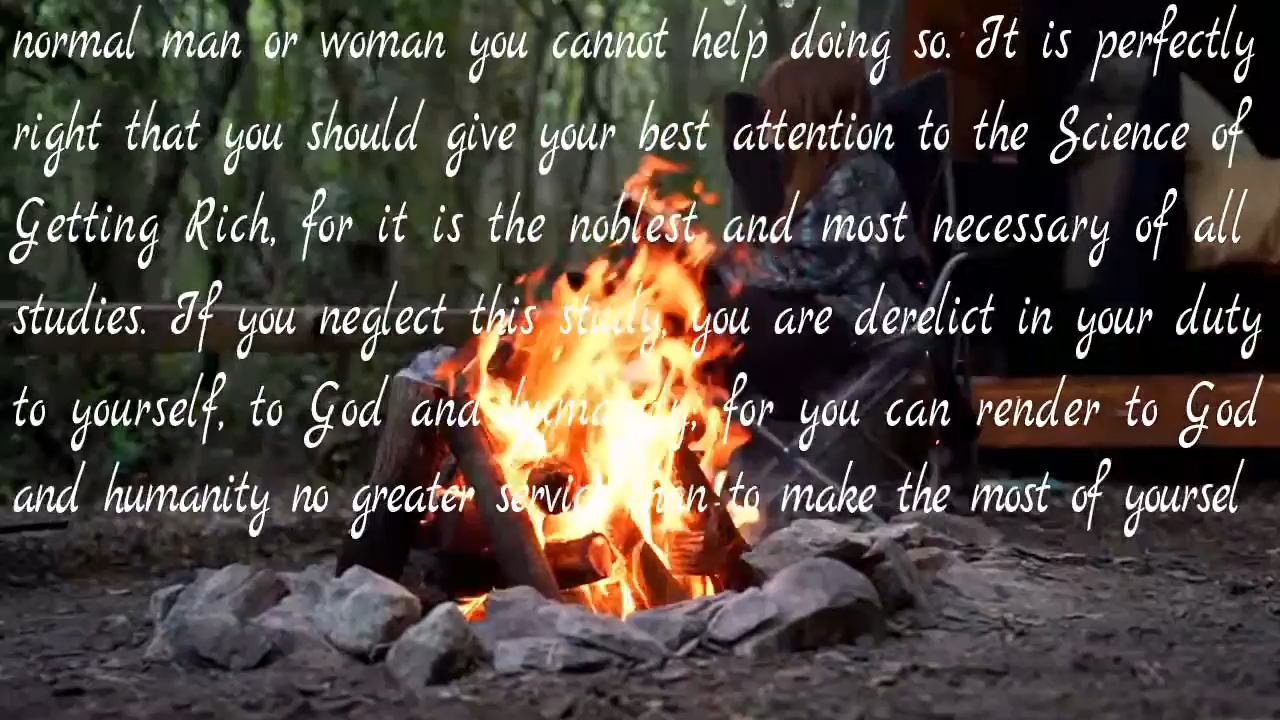 normal man or woman you cannot help doing so. It is perfectly
right that you should give your best attention to the Science of
Getting Rich, for it is the noblest and most necessary of all
studies. If you neglect this study, you are derelict in your duty
to yourself, to God and humanity, for you can render to God
and humanity no greater service than to make the most of yoursel